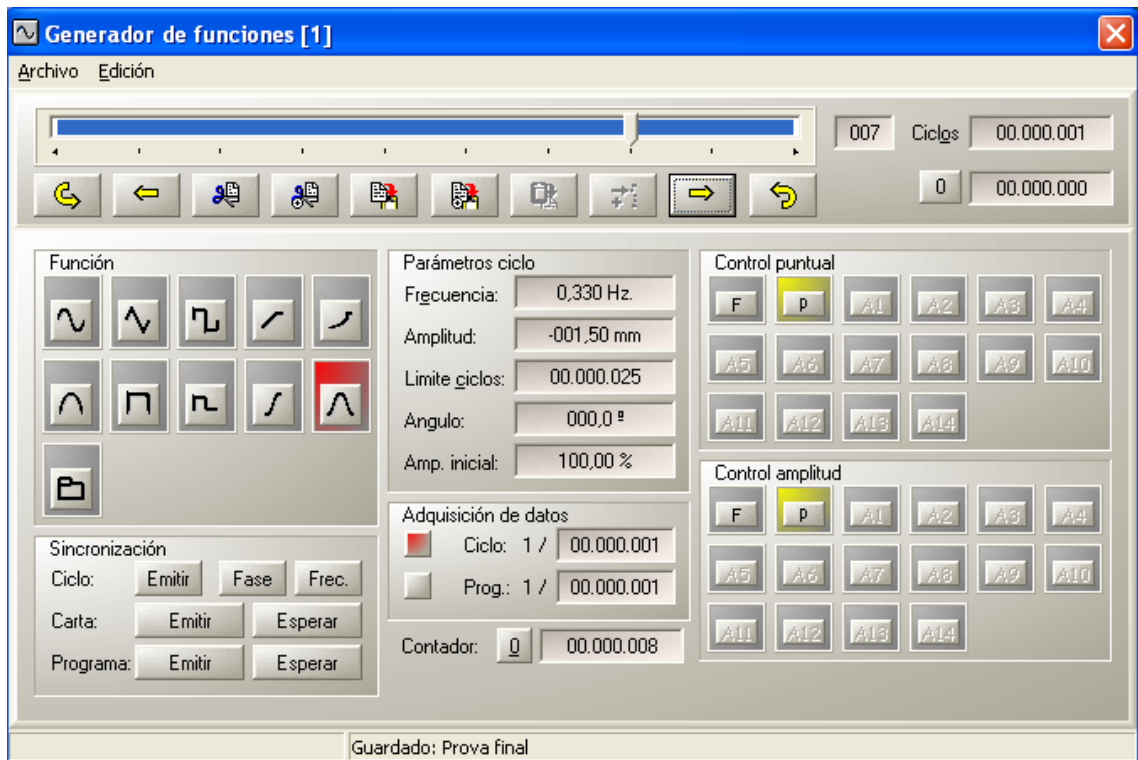 Generador de funciones [1]
Archivo Edición
007 Ciclos 00.000.001
0 00.000.000
Función
Parámetros ciclo
Frecuencia: 0,330 Hz.
Amplitud: -001,50 mm
Limite ciclos: 00.000.025
Angulo: 000,0 º
Amp. inicial: 100,00 %
Control puntual
F P A1 A2 A3 A4
A5 A6 A7 A8 A9 A10
A11 A12 A13 A14
Sincronización
Ciclo: Emitir Fase Frec.
Carta: Emitir Esperar
Programa: Emitir Esperar
Adquisición de datos
Ciclo: 1 / 00.000.001
Prog.: 1 / 00.000.001
Contador: 0 00.000.008
Control amplitud
F P A1 A2 A3 A4
A5 A6 A7 A8 A9 A10
A11 A12 A13 A14
Guardado: Prova final